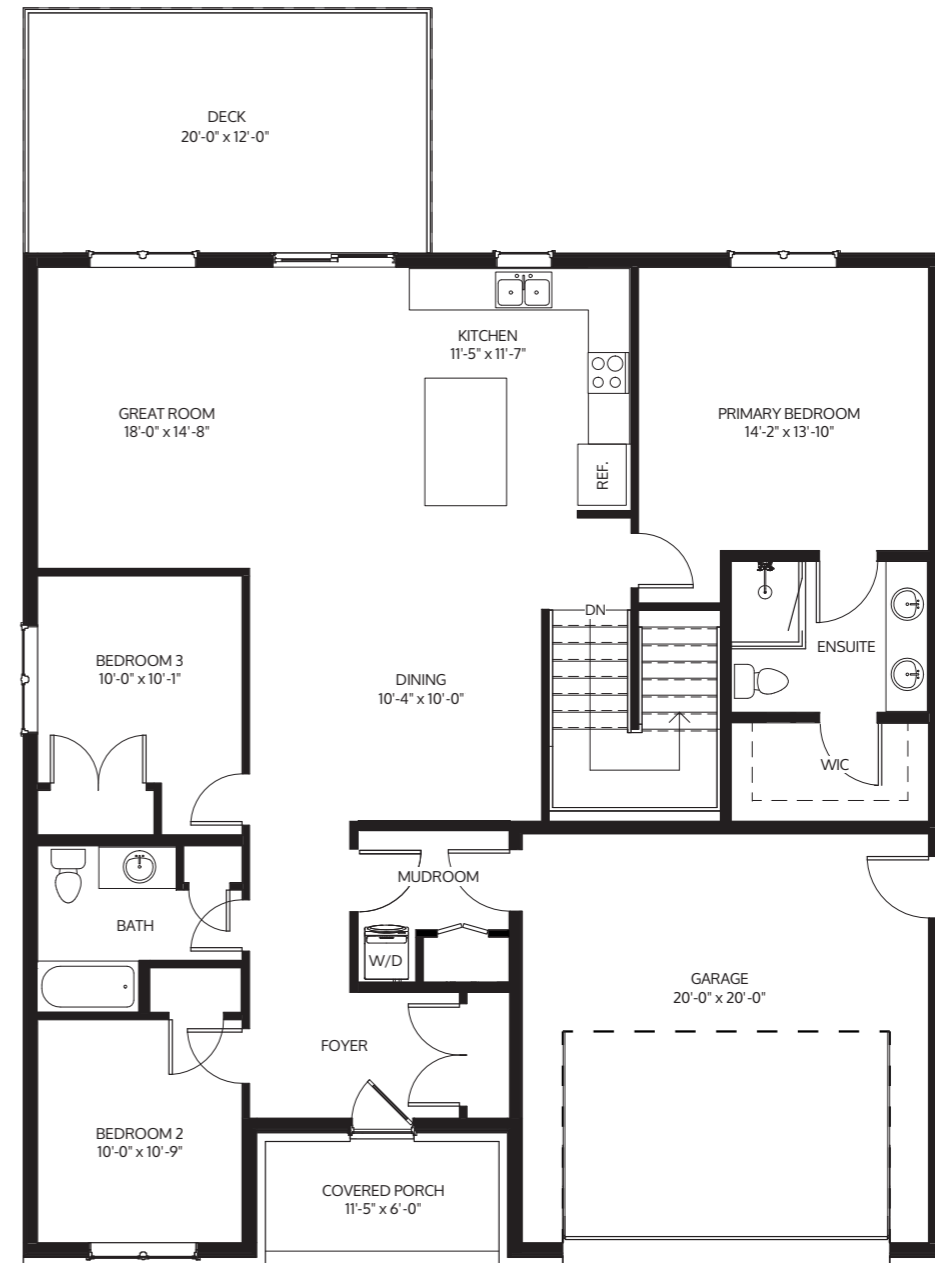 DECK
20'-0" x 12'-0"
KITCHEN
11'-5" x 11'-7"
GREAT ROOM
18'-0" x 14'-8"
PRIMARY BEDROOM
14'-2" x 13'-10"
REF.
DN
ENSUITE
BEDROOM 3
10'-0" x 10'-1"
DINING
10'-4" x 10'-0"
WIC
MUDROOM
BATH
W/D
GARAGE
20'-0" x 20'-0"
FOYER
BEDROOM 2
10'-0" x 10'-9"
COVERED PORCH
11'-5" x 6'-0"